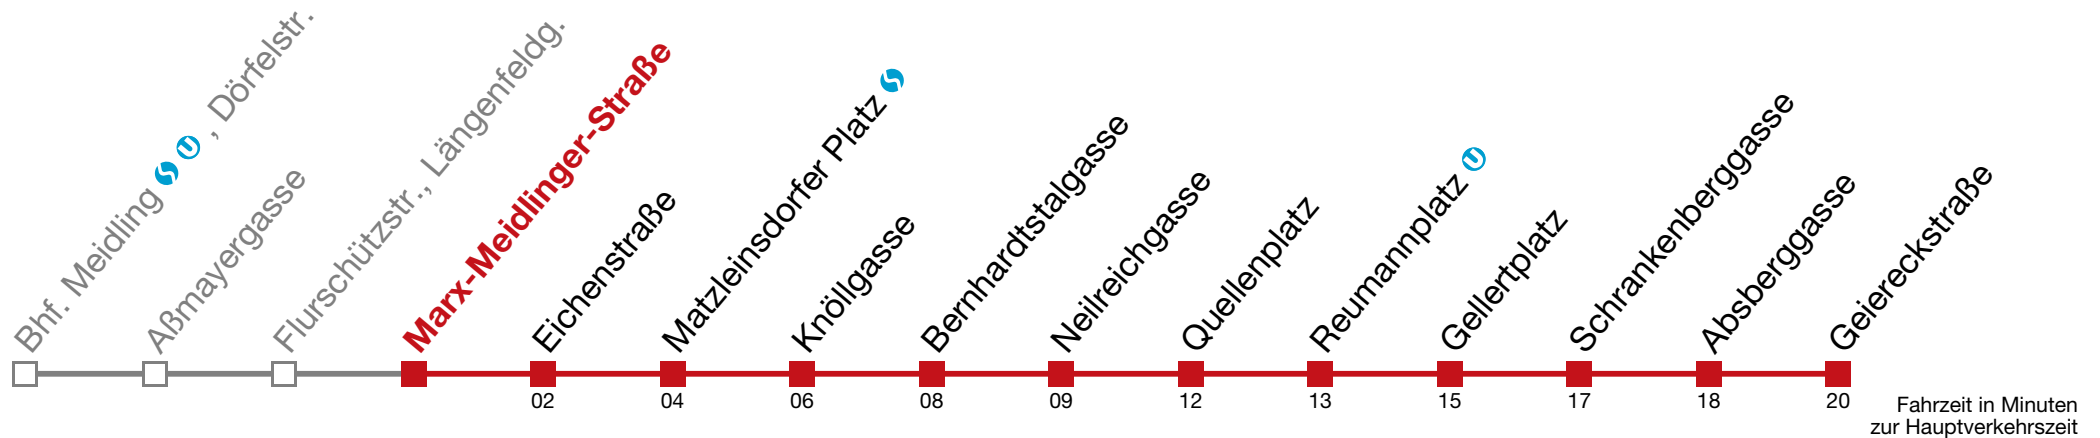 Bhf. Meidling S U , Dörfelstr.
Aßmayergasse
Flurschützstr., Längenfeldg.
Marx-Meidlinger-Straße
Eichenstraße
Matzleinsdorfer Platz S
Knöllgasse
Bernhardtstalgasse
Neilreichgasse
Quellenplatz
Reumannplatz U
Gellertplatz
Schrankenberggasse
Absberggasse
Geiereckstraße
02 04 06 08 09 12 13 15 17 18 20
Fahrzeit in Minuten
zur Hauptverkehrszeit